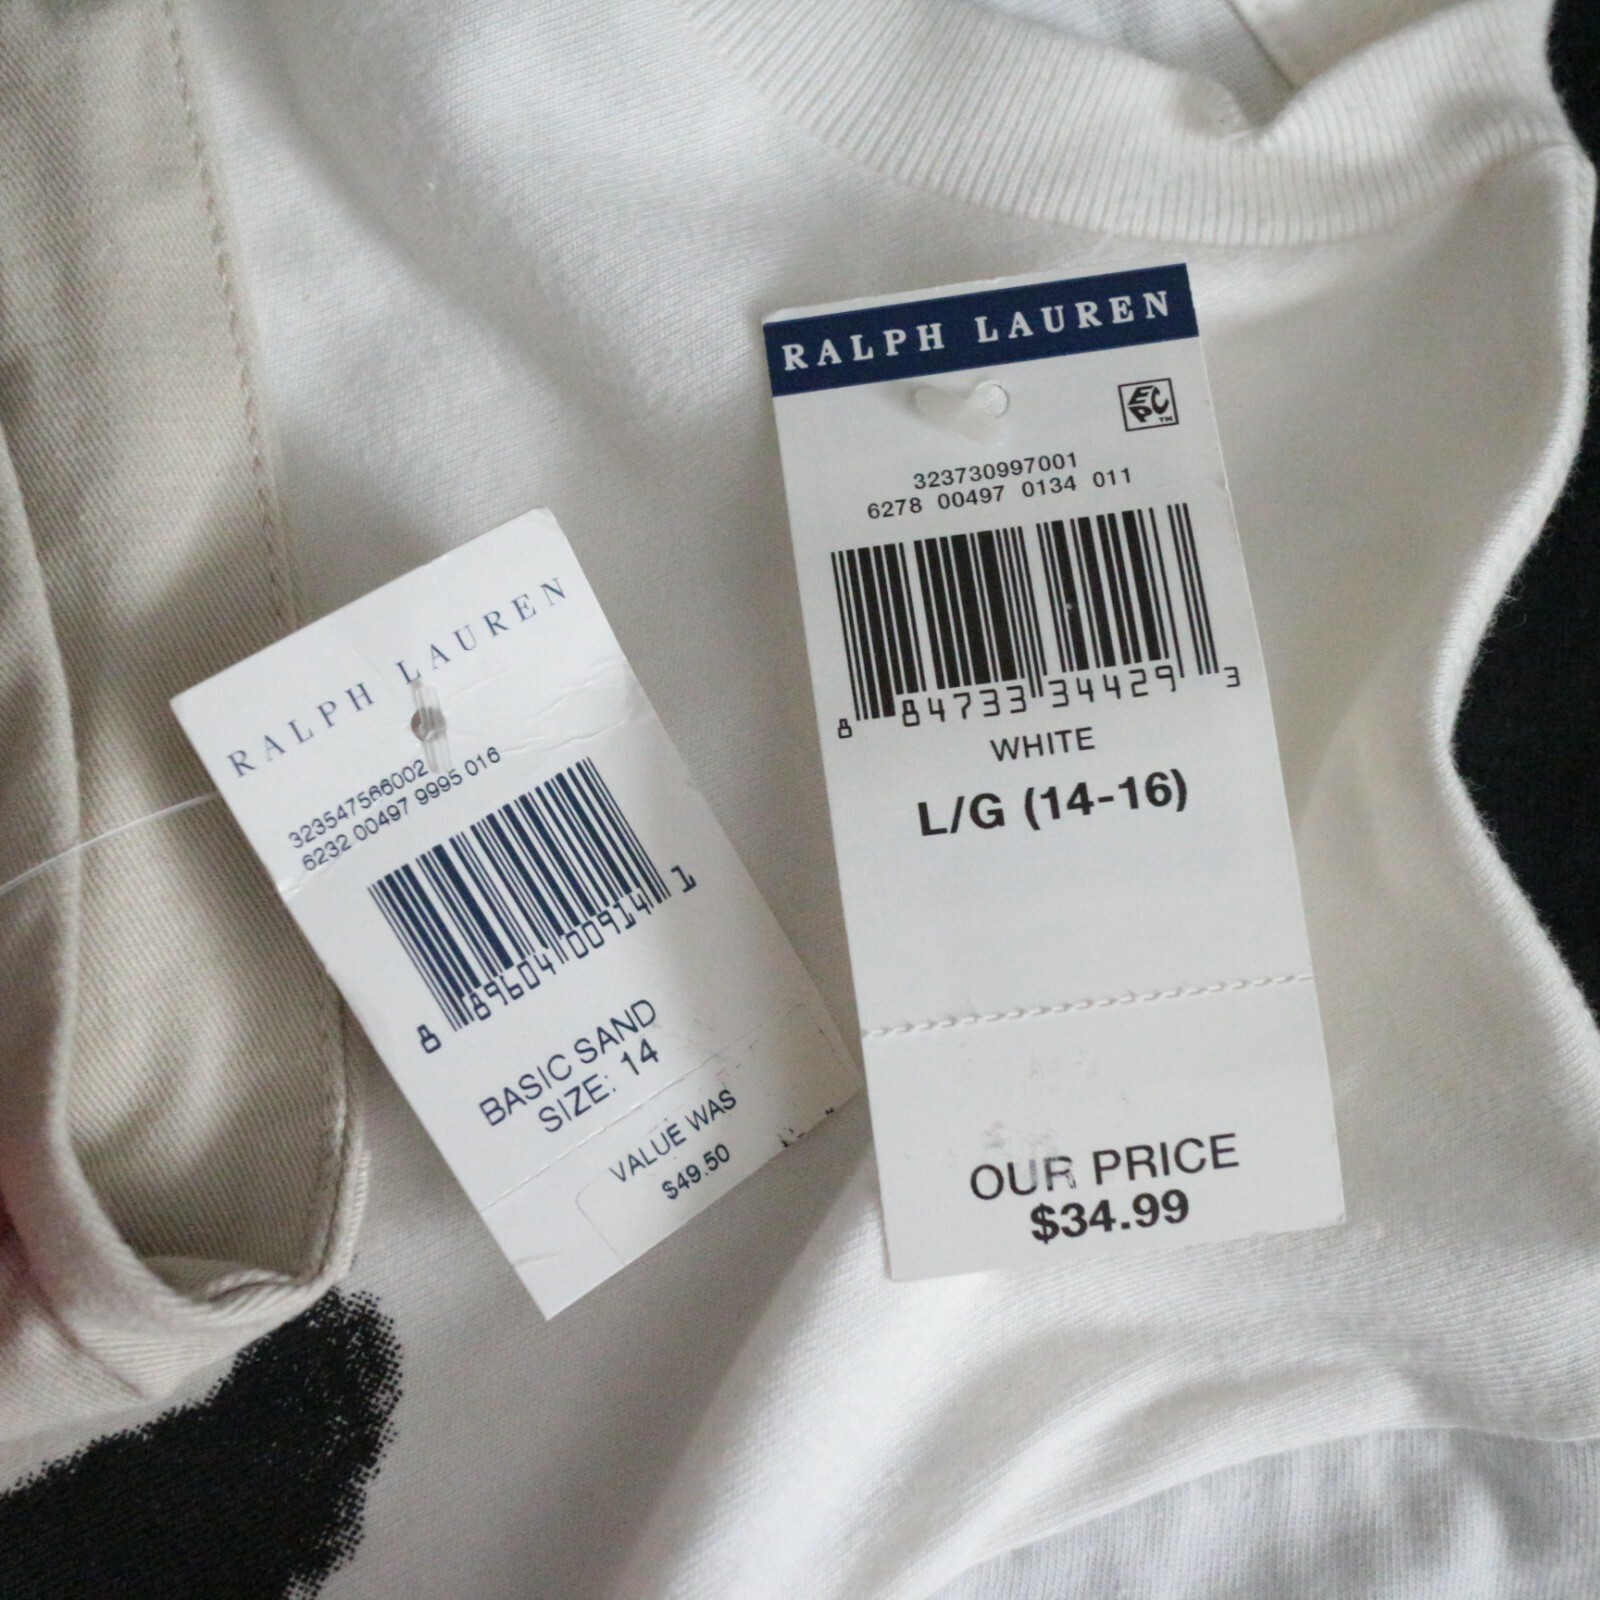 RALPH LAUREN
323547566002
6232 00497 9995 016
8 89604 00914 1
BASIC SAND
SIZE: 14
VALUE WAS
$49.50
RALPH LAUREN
EPC™
323730997001
6278 00497 0134 011
8 84733 34429 3
WHITE
L/G (14-16)
OUR PRICE
$34.99